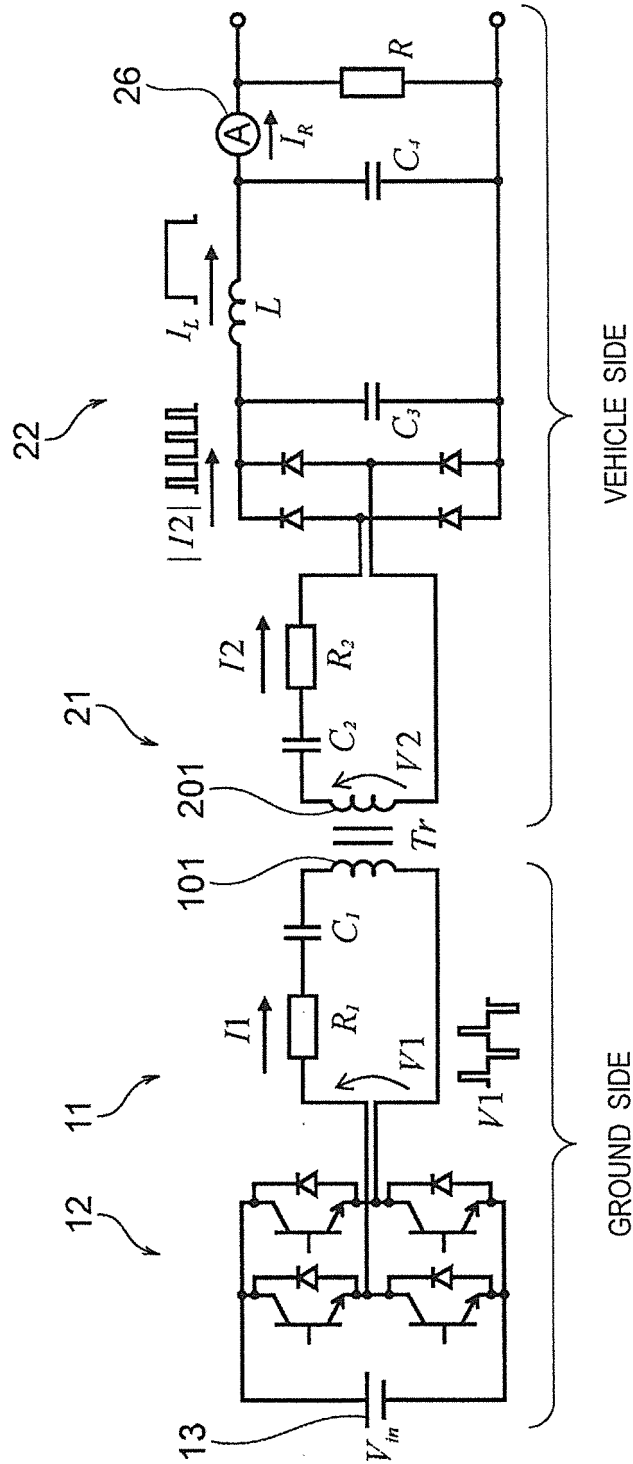 22
26
A
I_R
R
C_4
I_L
L
|I2|
C_3
VEHICLE SIDE
21
201
I2
R_2
C_2
V2
Tr
101
11
I1
R_1
C_1
V1
V1
12
13
V_in
GROUND SIDE